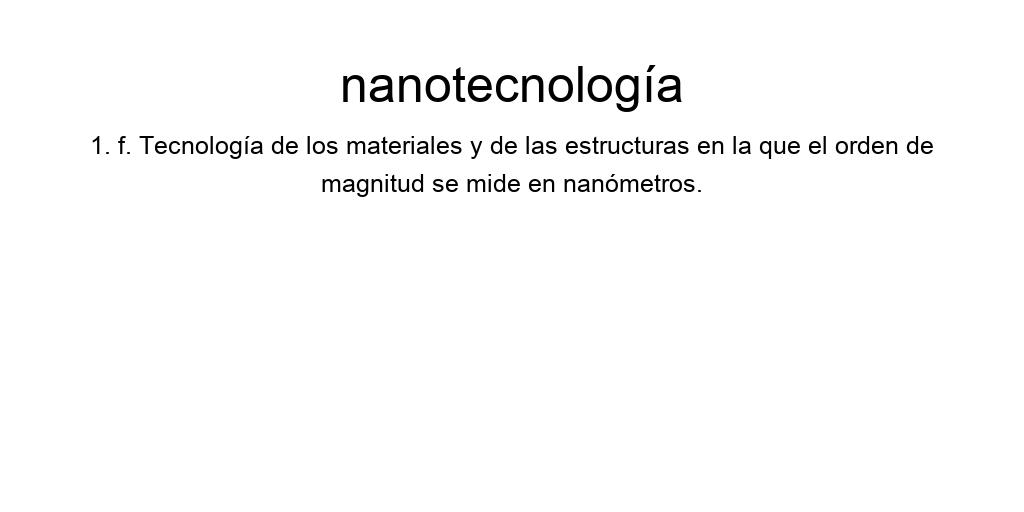 nanotecnología
1. f. Tecnología de los materiales y de las estructuras en la que el orden de
magnitud se mide en nanómetros.